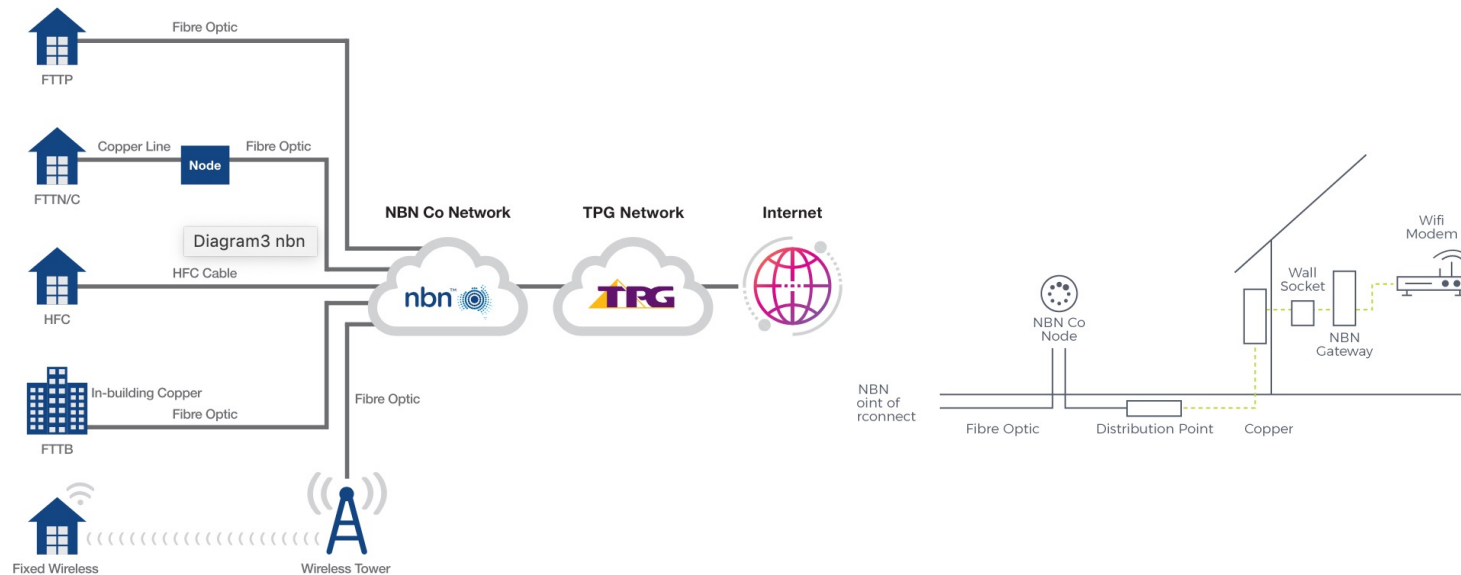 Fibre Optic
FTTP
Copper Line
Node
Fibre Optic
FTTN/C
Diagram3 nbn
HFC Cable
HFC
In-building Copper
Fibre Optic
FTTB
Fibre Optic
Fixed Wireless
Wireless Tower
NBN Co Network
nbn™
TPG Network
TPG
Internet
NBN
oint of
rconnect
Fibre Optic
NBN Co
Node
Distribution Point
Copper
Wall
Socket
NBN
Gateway
Wifi
Modem